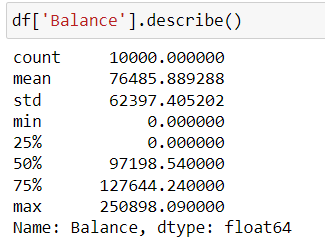 df['Balance'].describe()
count 10000.000000
mean 76485.889288
std 62397.405202
min 0.000000
25% 0.000000
50% 97198.540000
75% 127644.240000
max 250898.090000
Name: Balance, dtype: float64